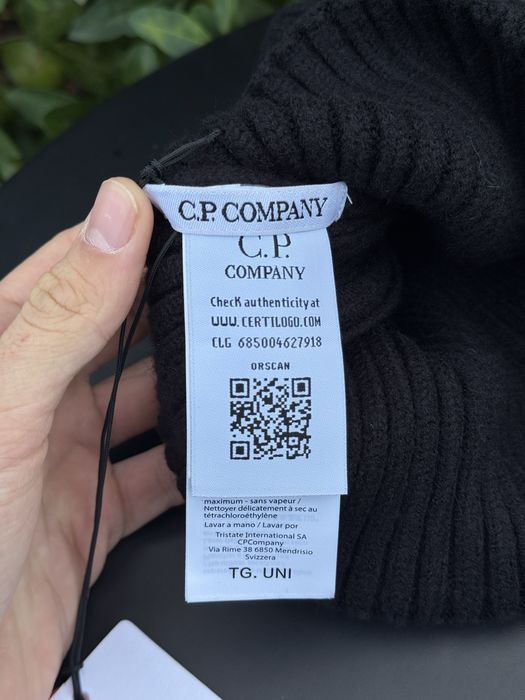 C.P. COMPANY
C.P.
COMPANY
Check authenticity at
WWW.CERTILOGO.COM
CLG 685004627918
ORSCAN
maximum - sans vapeur /
Nettoyer délicatement à sec au
tétrachloroéthylène
Lavar a mano / Lavar por
Tristate International SA
CPCompany
Via Rime 38 6850 Mendrisio
Svizzera
TG. UNI